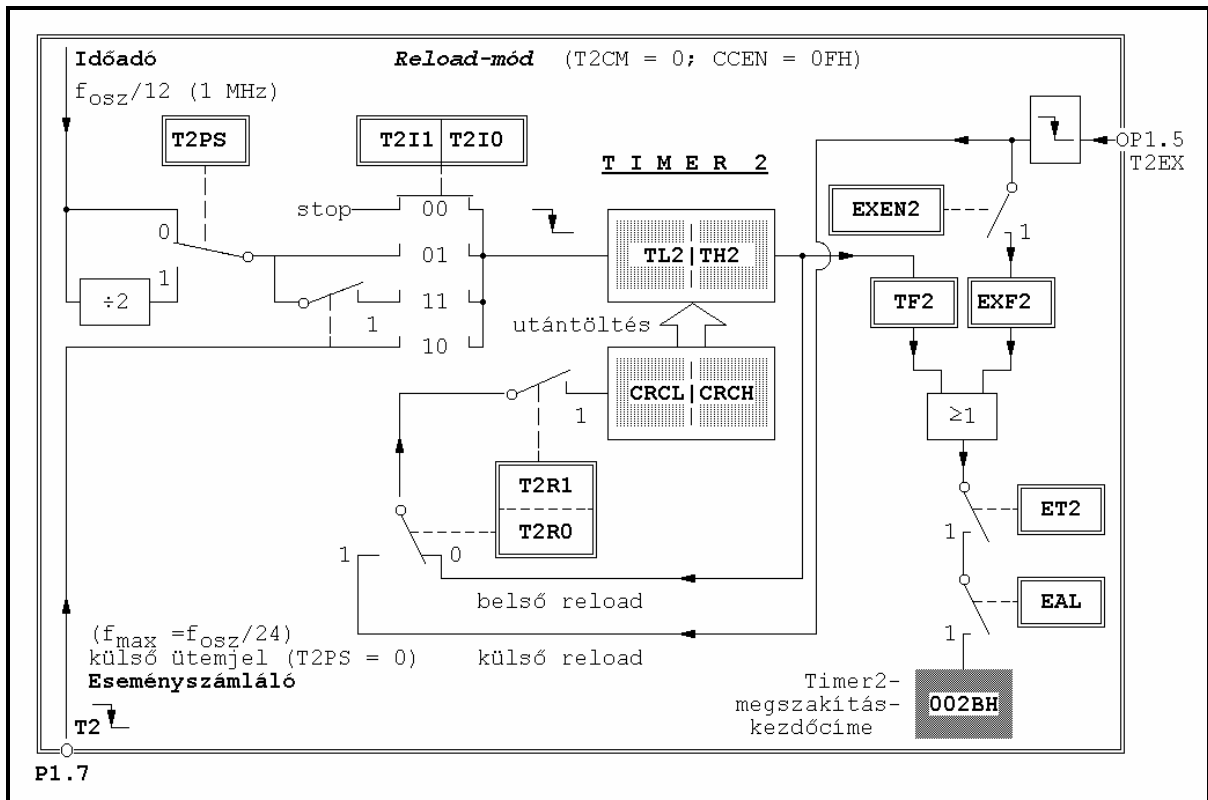 Időadó
Reload-mód (T2CM = 0; CCEN = 0FH)
fosz/12 (1 MHz)
T2PS
T2I1 T2I0
T I M E R 2
P1.5
T2EX
stop
00
EXEN2
0
01
TL2 | TH2
1
1
÷2
11
1
utántöltés
TF2
EXF2
10
CRCL | CRCH
1
≥1
T2R1
T2R0
ET2
1
1
0
belső reload
EAL
1
(fmax =fosz/24)
külső ütemjel (T2PS = 0)
külső reload
Eseményszámláló
Timer2-
megszakítás-
kezdőcíme
002BH
T2
P1.7